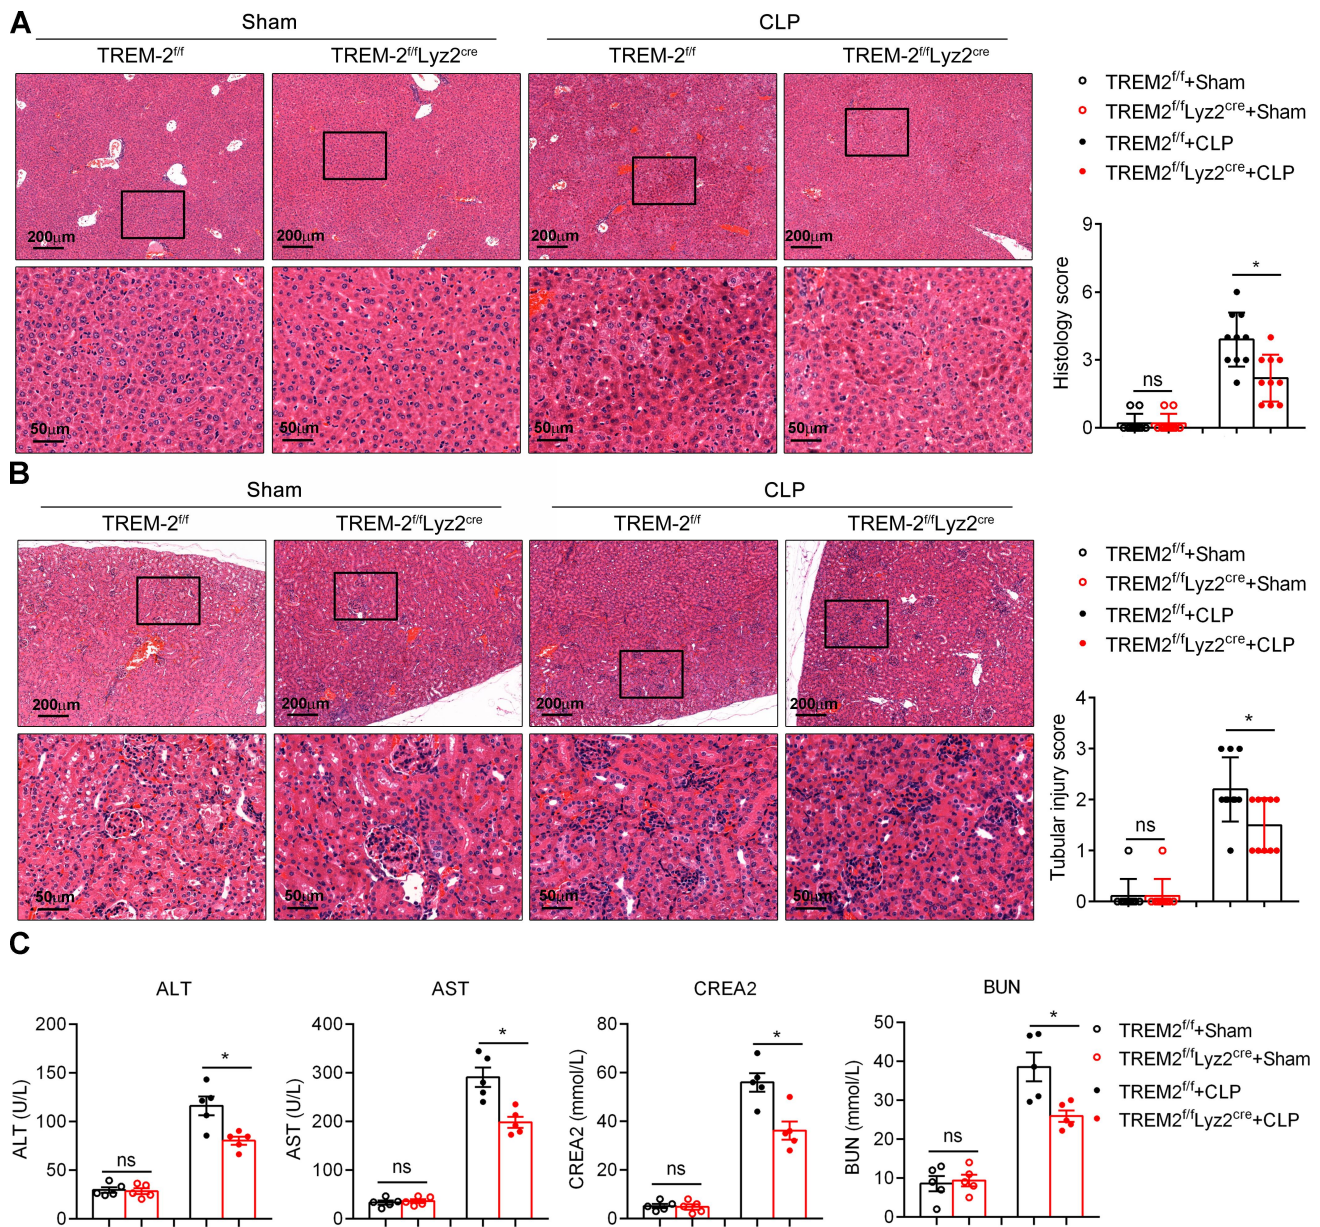 A
Sham
CLP
TREM-2f/f
TREM-2f/fLyz2cre
TREM-2f/f
TREM-2f/fLyz2cre
200μm
200μm
200μm
200μm
50μm
50μm
50μm
50μm
TREM2f/f+Sham
TREM2f/fLyz2cre+Sham
TREM2f/f+CLP
TREM2f/fLyz2cre+CLP
Histology score
9
6
3
0
ns
*
B
Sham
CLP
TREM-2f/f
TREM-2f/fLyz2cre
TREM-2f/f
TREM-2f/fLyz2cre
200μm
200μm
200μm
200μm
50μm
50μm
50μm
50μm
TREM2f/f+Sham
TREM2f/fLyz2cre+Sham
TREM2f/f+CLP
TREM2f/fLyz2cre+CLP
Tubular injury score
4
3
2
1
0
ns
*
C
ALT
ALT (U/L)
200
150
100
50
0
ns
*
AST
AST (U/L)
400
300
200
100
0
ns
*
CREA2
CREA2 (mmol/L)
80
60
40
20
0
ns
*
BUN
BUN (mmol/L)
50
40
30
20
10
0
ns
*
TREM2f/f+Sham
TREM2f/fLyz2cre+Sham
TREM2f/f+CLP
TREM2f/fLyz2cre+CLP